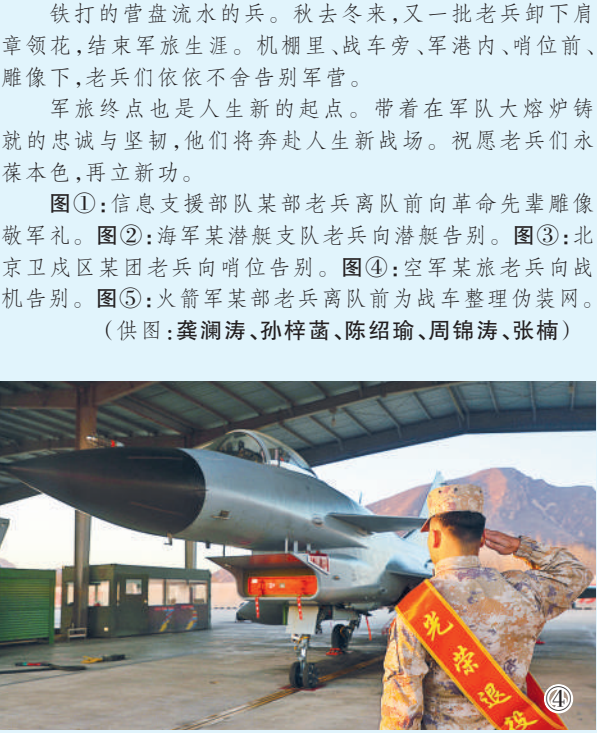 铁打的营盘流水的兵。秋去冬来,又一批老兵卸下肩
章领花,结束军旅生涯。机棚里、战车旁、军港内、哨位前、
雕像下,老兵们依依不舍告别军营。
军旅终点也是人生新的起点。带着在军队大熔炉铸
就的忠诚与坚韧,他们将奔赴人生新战场。祝愿老兵们永
葆本色,再立新功。
图①:信息支援部队某部老兵离队前向革命先辈雕像
敬军礼。图②:海军某潜艇支队老兵向潜艇告别。图③:北
京卫戍区某团老兵向哨位告别。图④:空军某旅老兵向战
机告别。图⑤:火箭军某部老兵离队前为战车整理伪装网。
(供图:龚澜涛、孙梓菡、陈绍瑜、周锦涛、张楠)
光荣退役
④